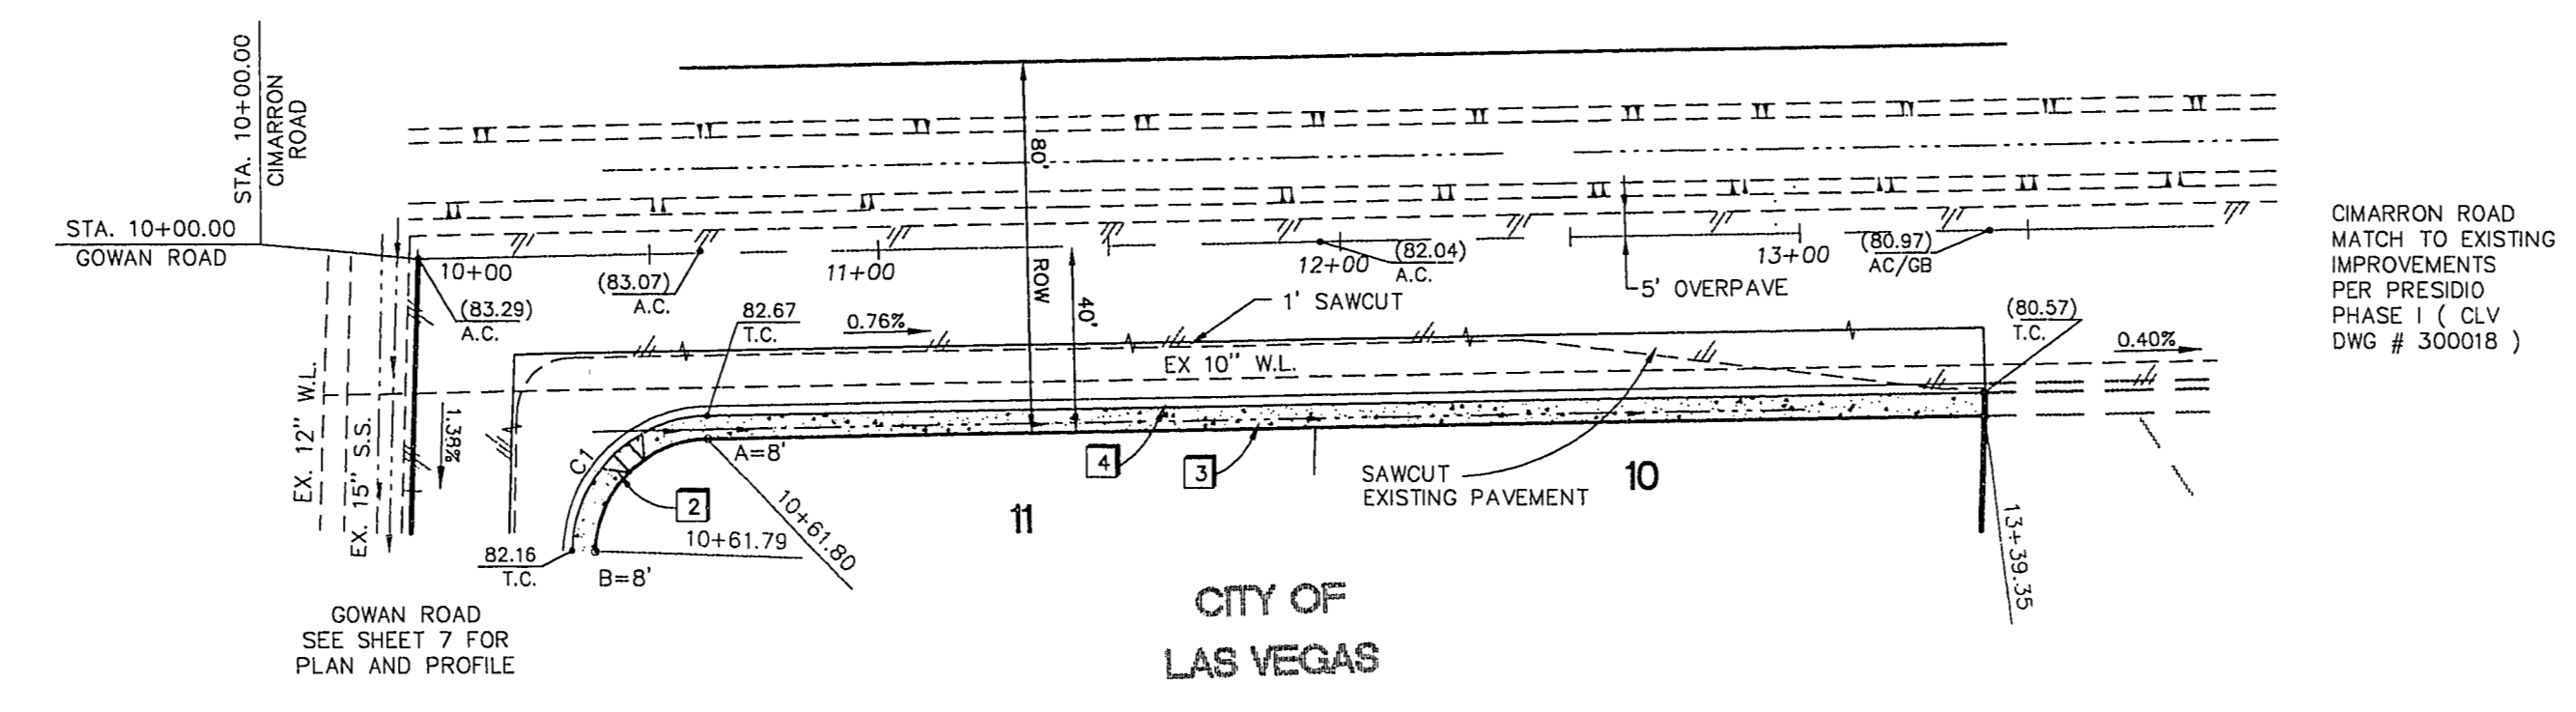 STA. 10+00.00
CIMARRON
ROAD
STA. 10+00.00
GOWAN ROAD
10+00
11+00
12+00
13+00
(83.29)
A.C.
(83.07)
A.C.
(82.04)
A.C.
(80.97)
AC/GB
80'
ROW
40'
5' OVERPAVE
1' SAWCUT
82.67
T.C.
0.76%
EX 10" W.L.
(80.57)
T.C.
0.40%
CIMARRON ROAD
MATCH TO EXISTING
IMPROVEMENTS
PER PRESIDIO
PHASE I ( CLV
DWG # 300018 )
EX. 12" W.L.
EX. 15" S.S.
1.38%
C1
A=8'
4
3
2
SAWCUT
EXISTING PAVEMENT
10
11
10+61.80
10+61.79
82.16
T.C.
B=8'
13+39.35
GOWAN ROAD
SEE SHEET 7 FOR
PLAN AND PROFILE
CITY OF
LAS VEGAS